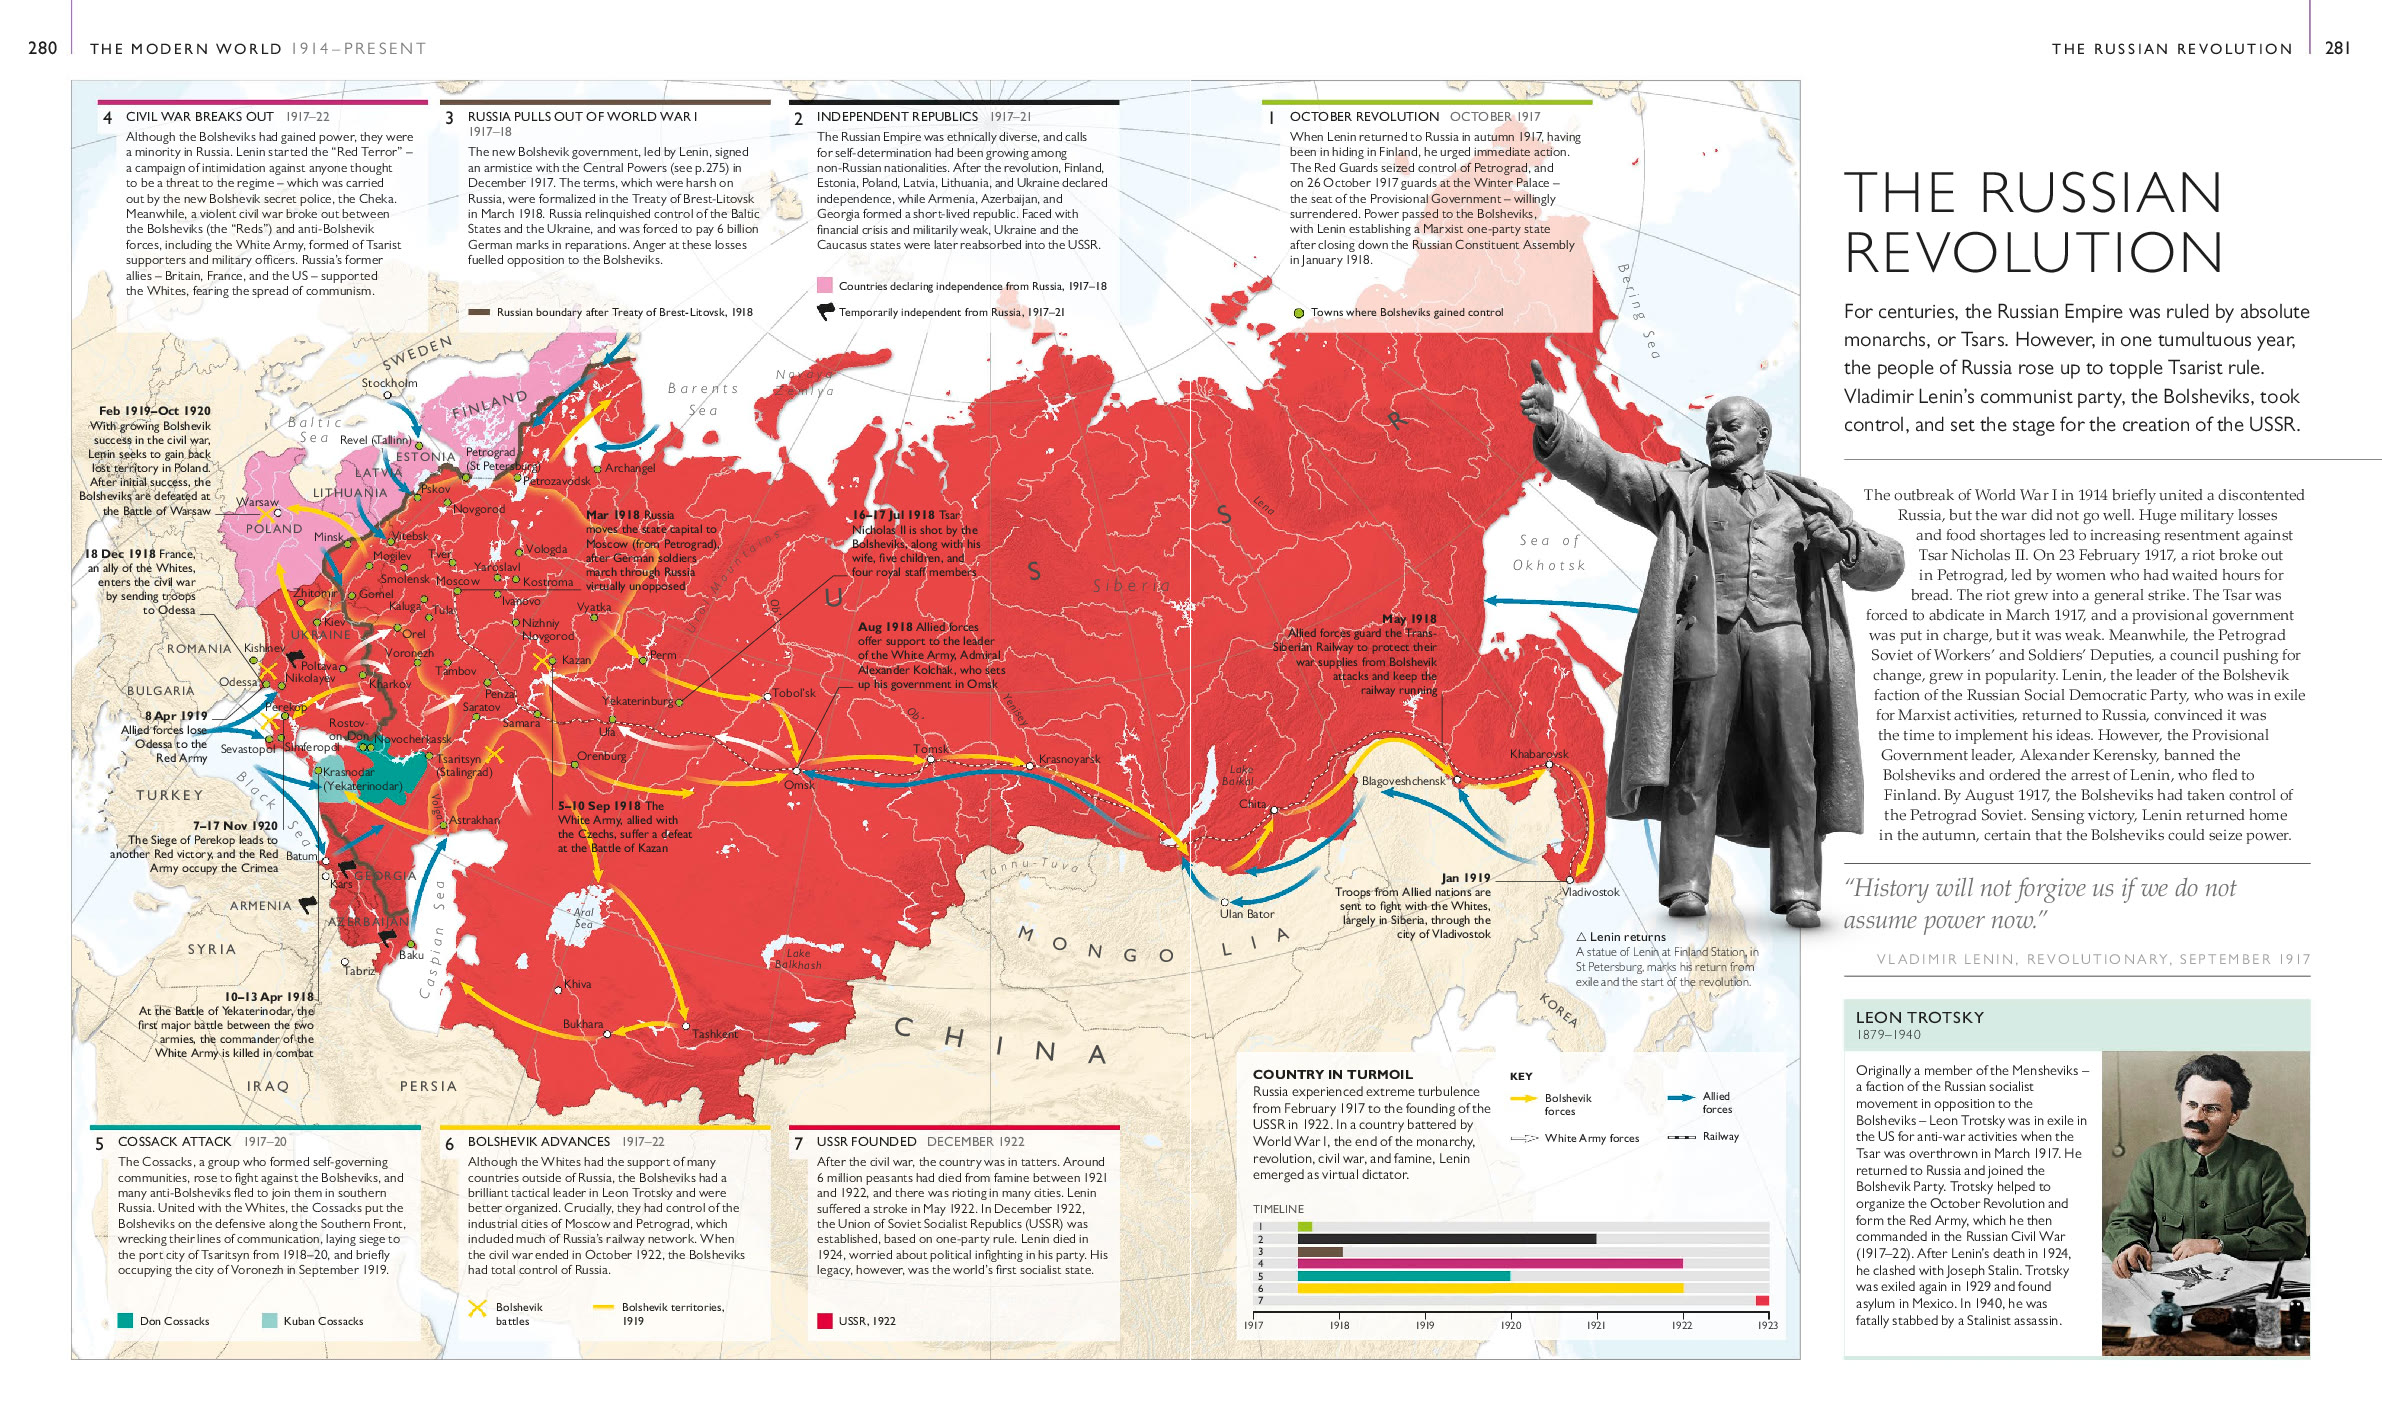 280 THE MODERN WORLD 1914–PRESENT
THE RUSSIAN REVOLUTION 281
4 CIVIL WAR BREAKS OUT 1917–22
Although the Bolsheviks had gained power, they were
a minority in Russia. Lenin started the “Red Terror” –
a campaign of intimidation against anyone thought
to be a threat to the regime – which was carried
out by the new Bolshevik secret police, the Cheka.
Meanwhile, a violent civil war broke out between
the Bolsheviks (the “Reds”) and anti-Bolshevik
forces, including the White Army, formed of Tsarist
supporters and military officers. Russia’s former
allies – Britain, France, and the US – supported
the Whites, fearing the spread of communism.
3 RUSSIA PULLS OUT OF WORLD WAR I
1917–18
The new Bolshevik government, led by Lenin, signed
an armistice with the Central Powers (see p.275) in
December 1917. The terms, which were harsh on
Russia, were formalized in the Treaty of Brest-Litovsk
in March 1918. Russia relinquished control of the Baltic
States and the Ukraine, and was forced to pay 6 billion
German marks in reparations. Anger at these losses
fuelled opposition to the Bolsheviks.
Russian boundary after Treaty of Brest-Litovsk, 1918
2 INDEPENDENT REPUBLICS 1917–21
The Russian Empire was ethnically diverse, and calls
for self-determination had been growing among
non-Russian nationalities. After the revolution, Finland,
Estonia, Poland, Latvia, Lithuania, and Ukraine declared
independence, while Armenia, Azerbaijan, and
Georgia formed a short-lived republic. Faced with
financial crisis and militarily weak, Ukraine and the
Caucasus states were later reabsorbed into the USSR.
Countries declaring independence from Russia, 1917–18
Temporarily independent from Russia, 1917–21
1 OCTOBER REVOLUTION OCTOBER 1917
When Lenin returned to Russia in autumn 1917, having
been in hiding in Finland, he urged immediate action.
The Red Guards seized control of Petrograd, and
on 26 October 1917 guards at the Winter Palace –
the seat of the Provisional Government – willingly
surrendered. Power passed to the Bolsheviks,
with Lenin establishing a Marxist one-party state
after closing down the Russian Constituent Assembly
in January 1918.
Towns where Bolsheviks gained control
SWEDEN
Stockholm
FINLAND
Baltic
Sea
Revel (Tallinn)
ESTONIA
LATVIA
LITHUANIA
Petrograd
(St Petersburg)
Petrozavodsk
Archangel
Pskov
Novgorod
Barents
Sea
Novaya
Zemlya
Bering Sea
Feb 1919–Oct 1920
With growing Bolshevik
success in the civil war,
Lenin seeks to gain back
lost territory in Poland.
After initial success, the
Bolsheviks are defeated at
the Battle of Warsaw
Warsaw
POLAND
Minsk
Vitebsk
Mogilev
Tver
Vologda
Yaroslavl
Smolensk
Moscow
Kostroma
Ivanovo
Zhitomir
Gomel
Kaluga
Tula
Vyatka
Kiev
UKRAINE
Orel
Nizhniy
Novgorod
Mar 1918 Russia
moves the state capital to
Moscow (from Petrograd),
after German soldiers
march through Russia
virtually unopposed
16–17 Jul 1918 Tsar
Nicholas II is shot by the
Bolsheviks, along with his
wife, five children, and
four royal staff members
Ural Mountains
Ob'
U
S
S
R
Siberia
Lena
Sea of
Okhotsk
18 Dec 1918 France,
an ally of the Whites,
enters the civil war
by sending troops
to Odessa
ROMANIA
Kishinev
Poltava
Voronezh
Tambov
Kazan
Perm
Odessa
Nikolayev
Kharkov
Penza
Saratov
Samara
Ufa
Yekaterinburg
Tobol'sk
Aug 1918 Allied forces
offer support to the leader
of the White Army, Admiral
Alexander Kolchak, who sets
up his government in Omsk
Ob'
Yenisey
May 1918
Allied forces guard the Trans-
Siberian Railway to protect their
war supplies from Bolshevik
attacks and keep the
railway running
BULGARIA
8 Apr 1919
Allied forces lose
Odessa to the
Red Army
Perekop
Sevastopol
Simferopol
Rostov-
on-Don
Novocherkassk
Tsaritsyn
(Stalingrad)
Krasnodar
(Yekaterinodar)
Volga
Astrakhan
Orenburg
Omsk
Tomsk
Krasnoyarsk
Lake
Baikal
Chita
Blagoveshchensk
Khabarovsk
Vladivostok
TURKEY
Black
Sea
7–17 Nov 1920
The Siege of Perekop leads to
another Red victory, and the Red
Army occupy the Crimea
5–10 Sep 1918 The
White Army, allied with
the Czechs, suffer a defeat
at the Battle of Kazan
Batum
Kars
GEORGIA
ARMENIA
AZERBAIJAN
SYRIA
Tabriz
Baku
Caspian Sea
Aral
Sea
Lake
Balkhash
Tannu-Tuva
Ulan Bator
MONGOLIA
Jan 1919
Troops from Allied nations are
sent to fight with the Whites,
largely in Siberia, through the
city of Vladivostok
10–13 Apr 1918
At the Battle of Yekaterinodar, the
first major battle between the two
armies, the commander of the
White Army is killed in combat
Khiva
Bukhara
Tashkent
CHINA
KOREA
IRAQ
PERSIA
△ Lenin returns
A statue of Lenin at Finland Station, in
St Petersburg, marks his return from
exile and the start of the revolution.
5 COSSACK ATTACK 1917–20
The Cossacks, a group who formed self-governing
communities, rose to fight against the Bolsheviks, and
many anti-Bolsheviks fled to join them in southern
Russia. United with the Whites, the Cossacks put the
Bolsheviks on the defensive along the Southern Front,
wrecking their lines of communication, laying siege to
the port city of Tsaritsyn from 1918–20, and briefly
occupying the city of Voronezh in September 1919.
Don Cossacks
Kuban Cossacks
6 BOLSHEVIK ADVANCES 1917–22
Although the Whites had the support of many
countries outside of Russia, the Bolsheviks had a
brilliant tactical leader in Leon Trotsky and were
better organized. Crucially, they had control of the
industrial cities of Moscow and Petrograd, which
included much of Russia’s railway network. When
the civil war ended in October 1922, the Bolsheviks
had total control of Russia.
Bolshevik
battles
Bolshevik territories,
1919
7 USSR FOUNDED DECEMBER 1922
After the civil war, the country was in tatters. Around
6 million peasants had died from famine between 1921
and 1922, and there was rioting in many cities. Lenin
suffered a stroke in May 1922. In December 1922,
the Union of Soviet Socialist Republics (USSR) was
established, based on one-party rule. Lenin died in
1924, worried about political infighting in his party. His
legacy, however, was the world’s first socialist state.
USSR, 1922
COUNTRY IN TURMOIL
Russia experienced extreme turbulence
from February 1917 to the founding of the
USSR in 1922. In a country battered by
World War I, the end of the monarchy,
revolution, civil war, and famine, Lenin
emerged as virtual dictator.
KEY
Bolshevik
forces
Allied
forces
White Army forces
Railway
TIMELINE
1
2
3
4
5
6
7
1917 1918 1919 1920 1921 1922 1923
THE RUSSIAN
REVOLUTION
For centuries, the Russian Empire was ruled by absolute
monarchs, or Tsars. However, in one tumultuous year,
the people of Russia rose up to topple Tsarist rule.
Vladimir Lenin’s communist party, the Bolsheviks, took
control, and set the stage for the creation of the USSR.
The outbreak of World War I in 1914 briefly united a discontented
Russia, but the war did not go well. Huge military losses
and food shortages led to increasing resentment against
Tsar Nicholas II. On 23 February 1917, a riot broke out
in Petrograd, led by women who had waited hours for
bread. The riot grew into a general strike. The Tsar was
forced to abdicate in March 1917, and a provisional government
was put in charge, but it was weak. Meanwhile, the Petrograd
Soviet of Workers’ and Soldiers’ Deputies, a council pushing for
change, grew in popularity. Lenin, the leader of the Bolshevik
faction of the Russian Social Democratic Party, who was in exile
for Marxist activities, returned to Russia, convinced it was
the time to implement his ideas. However, the Provisional
Government leader, Alexander Kerensky, banned the
Bolsheviks and ordered the arrest of Lenin, who fled to
Finland. By August 1917, the Bolsheviks had taken control of
the Petrograd Soviet. Sensing victory, Lenin returned home
in the autumn, certain that the Bolsheviks could seize power.
“History will not forgive us if we do not
assume power now.”
VLADIMIR LENIN, REVOLUTIONARY, SEPTEMBER 1917
LEON TROTSKY
1879–1940
Originally a member of the Mensheviks –
a faction of the Russian socialist
movement in opposition to the
Bolsheviks – Leon Trotsky was in exile in
the US for anti-war activities when the
Tsar was overthrown in March 1917. He
returned to Russia and joined the
Bolshevik Party. Trotsky helped to
organize the October Revolution and
form the Red Army, which he then
commanded in the Russian Civil War
(1917–22). After Lenin’s death in 1924,
he clashed with Joseph Stalin. Trotsky
was exiled again in 1929 and found
asylum in Mexico. In 1940, he was
fatally stabbed by a Stalinist assassin.